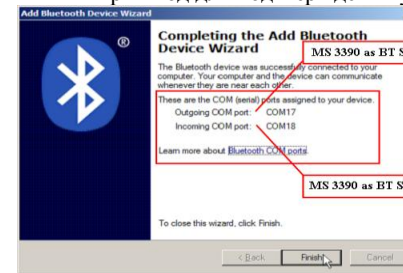 Add Bluetooth Device Wizard
®
Completing the Add Bluetooth
Device Wizard
MS 3390 as BT S
The Bluetooth device was successfully connected to your
computer. Your computer and the device can communicate
whenever they are near each other.
These are the COM (serial) ports assigned to your device.
Outgoing COM port: COM17
Incoming COM port: COM18
Learn more about Bluetooth COM ports.
MS 3390 as BT S
To close this wizard, click Finish.
< Back Finish Cancel